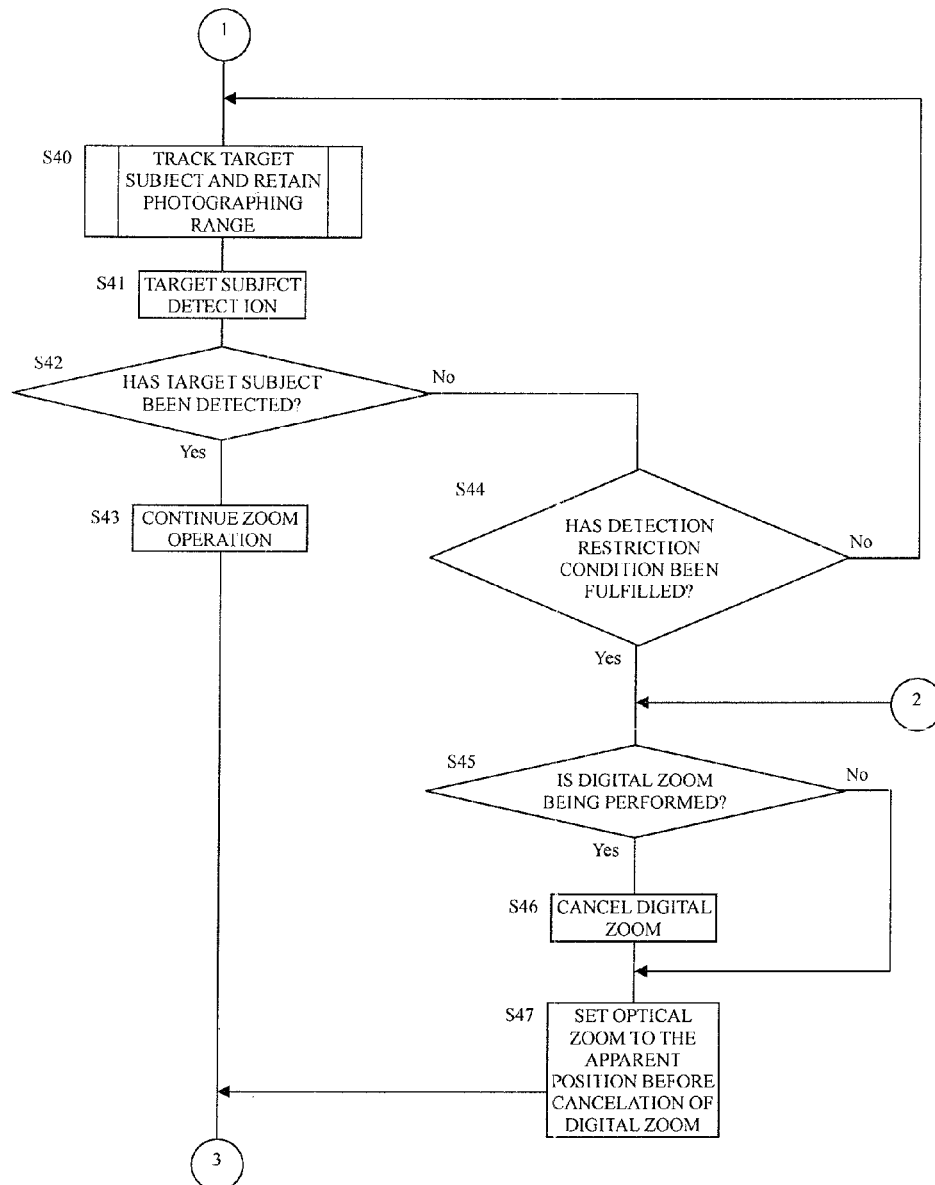 1
S40
TRACK TARGET
SUBJECT AND RETAIN
PHOTOGRAPHING
RANGE
S41
TARGET SUBJECT
DETECTION
S42
HAS TARGET SUBJECT
BEEN DETECTED?
No
Yes
S43
CONTINUE ZOOM
OPERATION
S44
HAS DETECTION
RESTRICTION
CONDITION BEEN
FULFILLED?
No
Yes
2
S45
IS DIGITAL ZOOM
BEING PERFORMED?
No
Yes
S46
CANCEL DIGITAL
ZOOM
S47
SET OPTICAL
ZOOM TO THE
APPARENT
POSITION BEFORE
CANCELATION OF
DIGITAL ZOOM
3